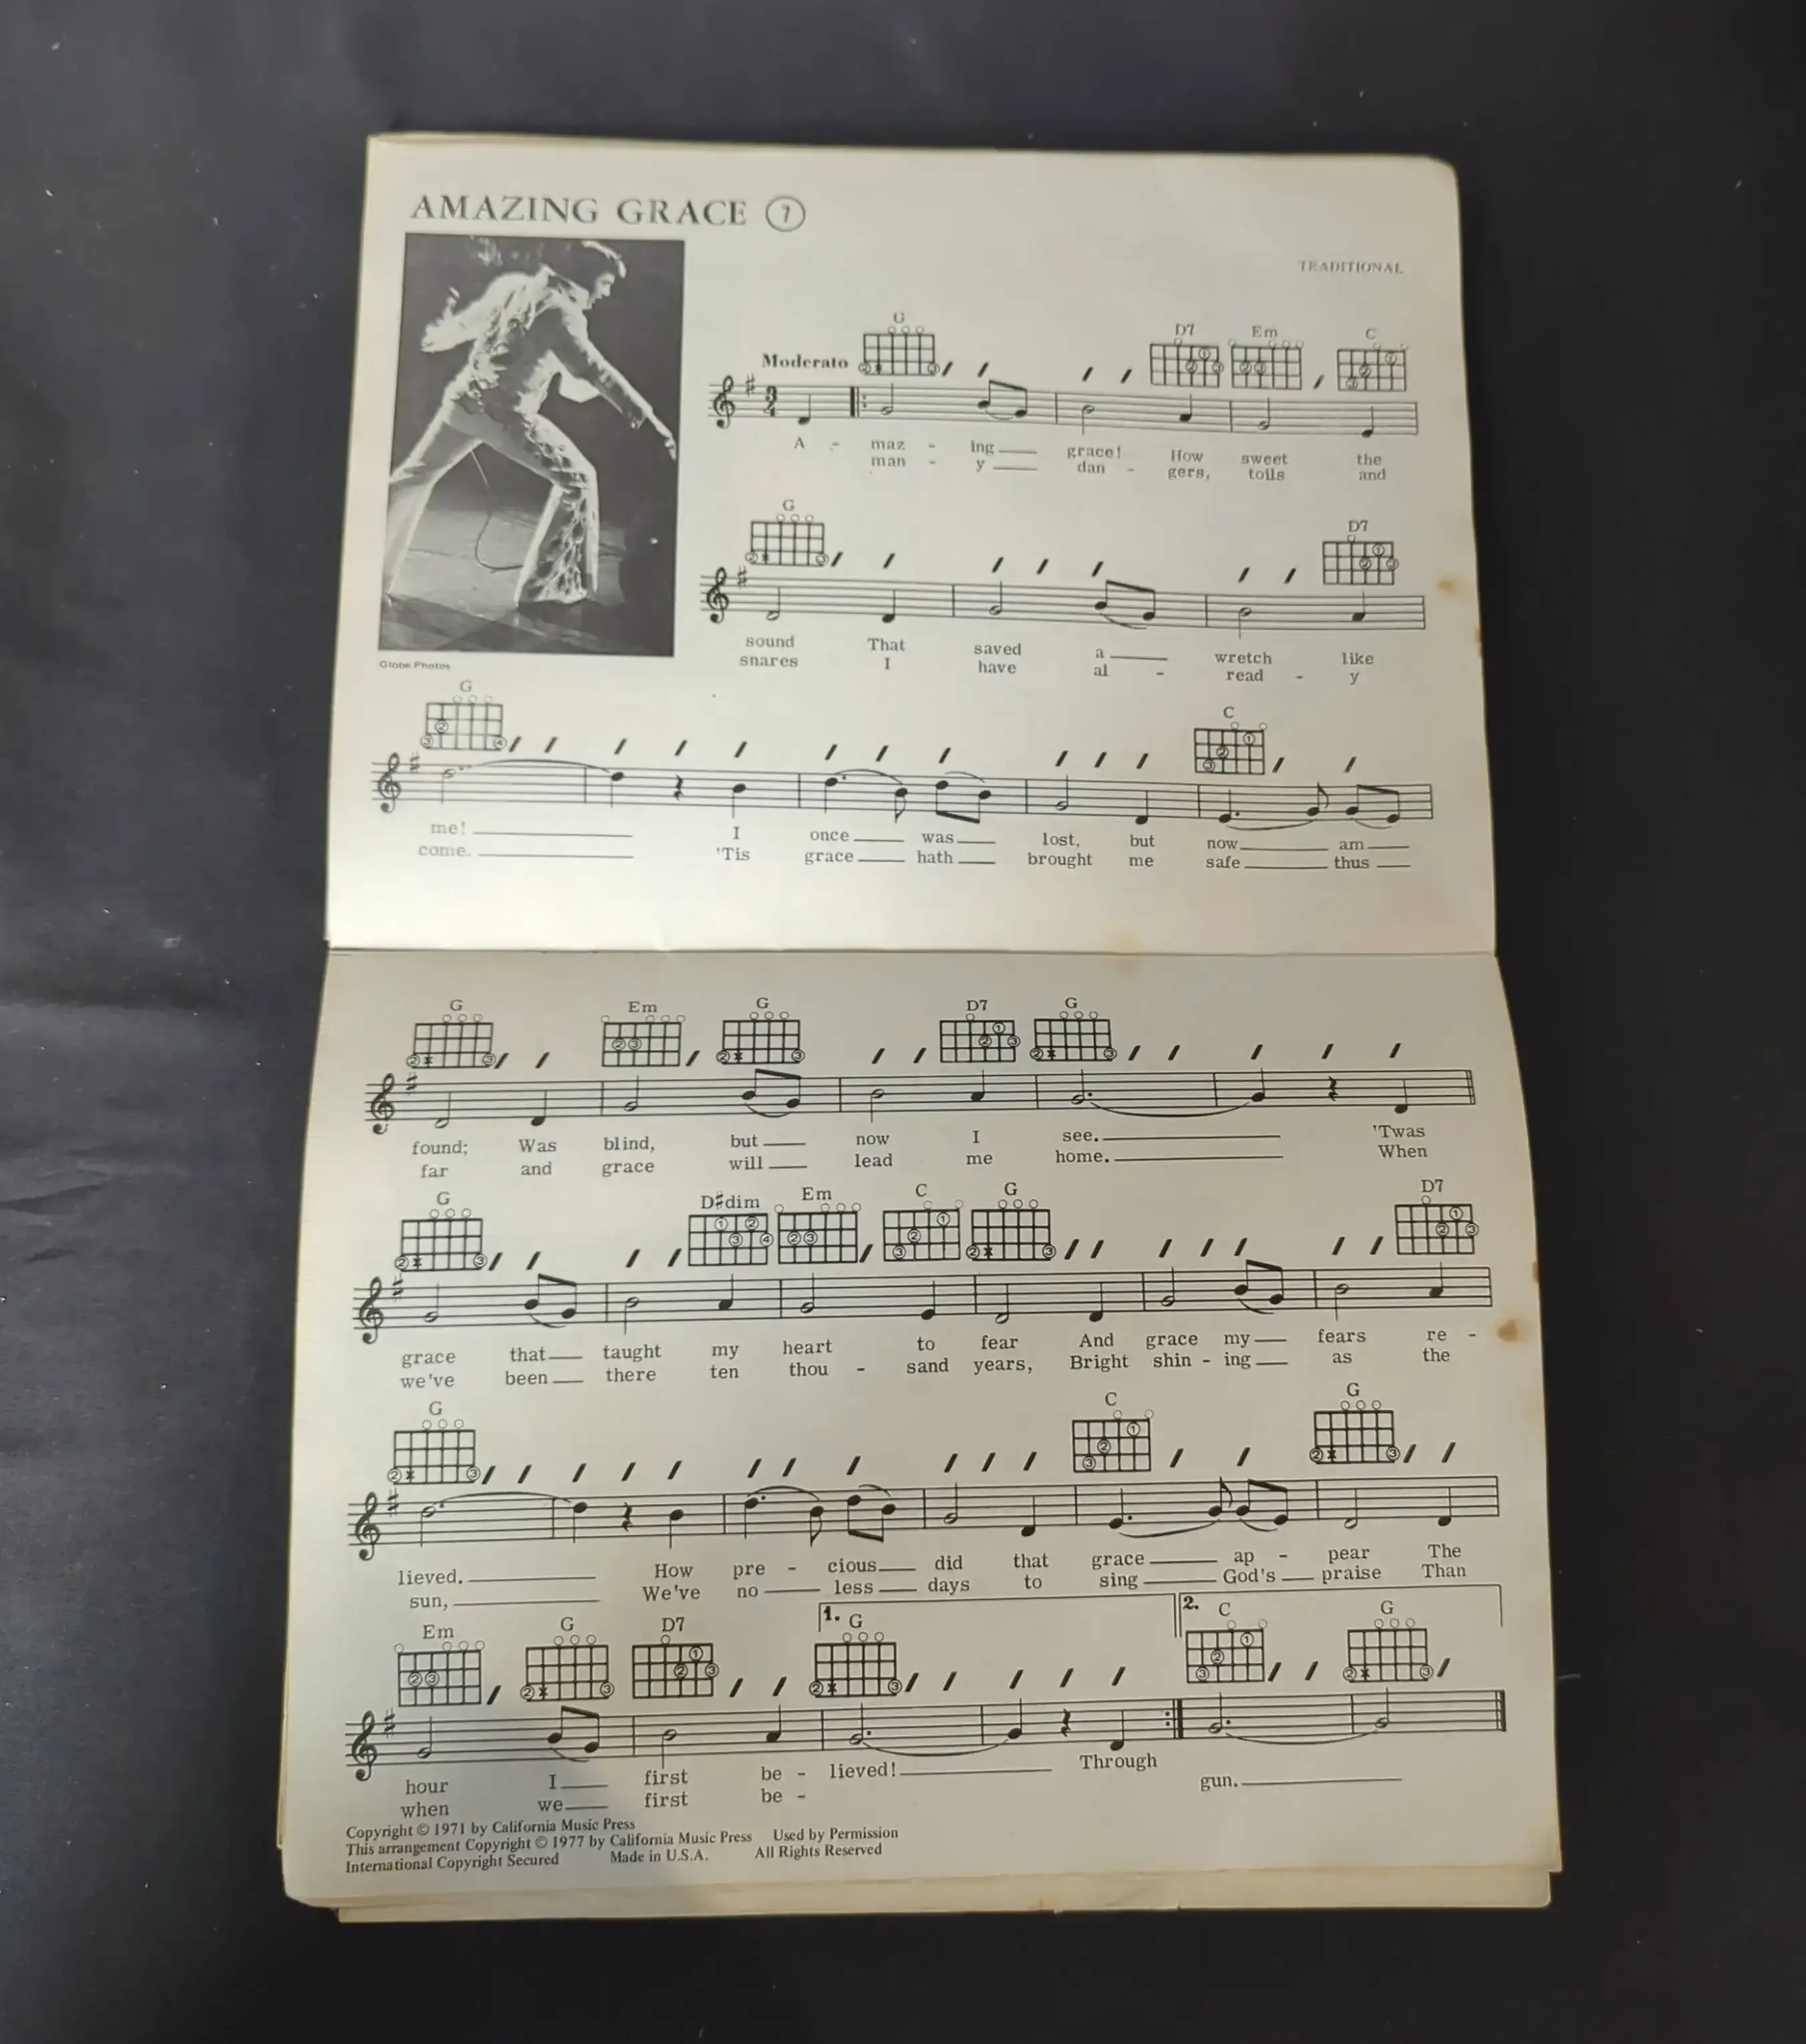 AMAZING GRACE 7
TRADITIONAL
G D7 Em C
Moderato
3 4
A - maz - ing grace! How sweet the
man - y dan - gers, toils and
G D7
sound That saved a wretch like
snares I have al - read - y
Globe Photos
G C
me! I once was lost, but now am
come. 'Tis grace hath brought me safe thus
G Em G D7 G
found; Was blind, but now I see. 'Twas
far and grace will lead me home. When
G D♯dim Em C G D7
grace that taught my heart to fear And grace my fears re -
we've been there ten thou - sand years, Bright shin - ing as the
G C G
lieved. How pre - cious did that grace ap - pear The
sun, We've no less days to sing God's praise Than
Em G D7 1. G 2. C G
hour I first be - lieved! Through
when we first be - gun.
Copyright © 1971 by California Music Press
This arrangement Copyright © 1977 by California Music Press Used by Permission
International Copyright Secured Made in U.S.A. All Rights Reserved